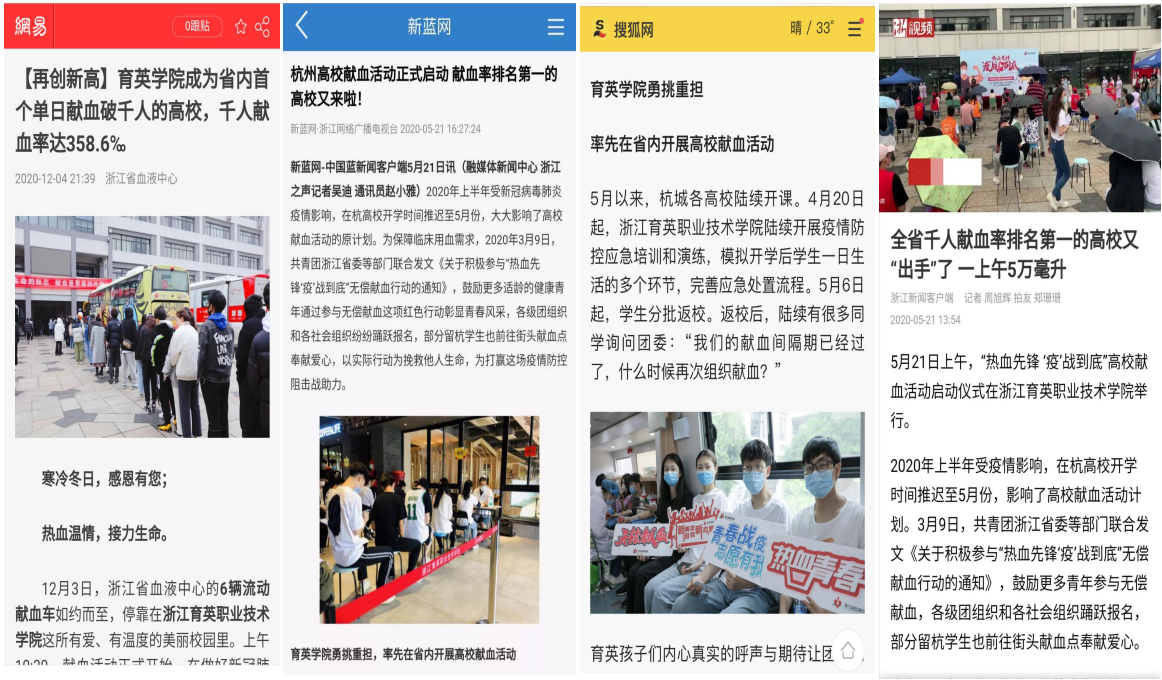 網易
0跟贴
【再创新高】育英学院成为省内首
个单日献血破千人的高校，千人献
血率达358.6‰
2020-12-04 21:39 浙江省血液中心
寒冷冬日，感恩有您；
热血温情，接力生命。
12月3日，浙江省血液中心的6辆流动
献血车如约而至，停靠在浙江育英职业技术
学院这所有爱、有温度的美丽校园里。上午
新蓝网
杭州高校献血活动正式启动 献血率排名第一的
高校又来啦！
新蓝网·浙江网络广播电视台 2020-05-21 16:27:24
新蓝网-中国蓝新闻客户端5月21日讯（融媒体新闻中心 浙江
之声记者吴迪 通讯员赵小雅）2020年上半年受新冠病毒肺炎
疫情影响，在杭高校开学时间推迟至5月份，大大影响了高校
献血活动的原计划。为保障临床用血需求，2020年3月9日，
共青团浙江省委等部门联合发文《关于积极参与“热血先
锋‘疫’战到底”无偿献血行动的通知》，鼓励更多适龄的健康青
年通过参与无偿献血这项红色行动彰显青春风采，各级团组织
和各社会组织纷纷踊跃报名，部分留杭学生也前往街头献血点
奉献爱心，以实际行动为挽救他人生命，为打赢这场疫情防控
阻击战助力。
育英学院勇挑重担，率先在省内开展高校献血活动
搜狐网
晴 / 33°
育英学院勇挑重担
率先在省内开展高校献血活动
5月以来，杭城各高校陆续开课。4月20日
起，浙江育英职业技术学院陆续开展疫情防
控应急培训和演练，模拟开学后学生一日生
活的多个环节，完善应急处置流程。5月6日
起，学生分批返校。返校后，陆续有很多同
学询问团委：“我们的献血间隔期已经过
了，什么时候再次组织献血？”
青春战疫
志愿有我
热血青春
育英孩子们内心真实的呼声与期待让团
浙视频
全省千人献血率排名第一的高校又
“出手”了 一上午5万毫升
浙江新闻客户端 记者 周旭辉 拍友 郑珊珊
2020-05-21 13:54
5月21日上午，“热血先锋 ‘疫’战到底”高校献
血活动启动仪式在浙江育英职业技术学院举
行。
2020年上半年受疫情影响，在杭高校开学
时间推迟至5月份，影响了高校献血活动计
划。3月9日，共青团浙江省委等部门联合发
文《关于积极参与“热血先锋‘疫’战到底”无偿
献血行动的通知》，鼓励更多青年参与无偿
献血，各级团组织和各社会组织踊跃报名，
部分留杭学生也前往街头献血点奉献爱心。